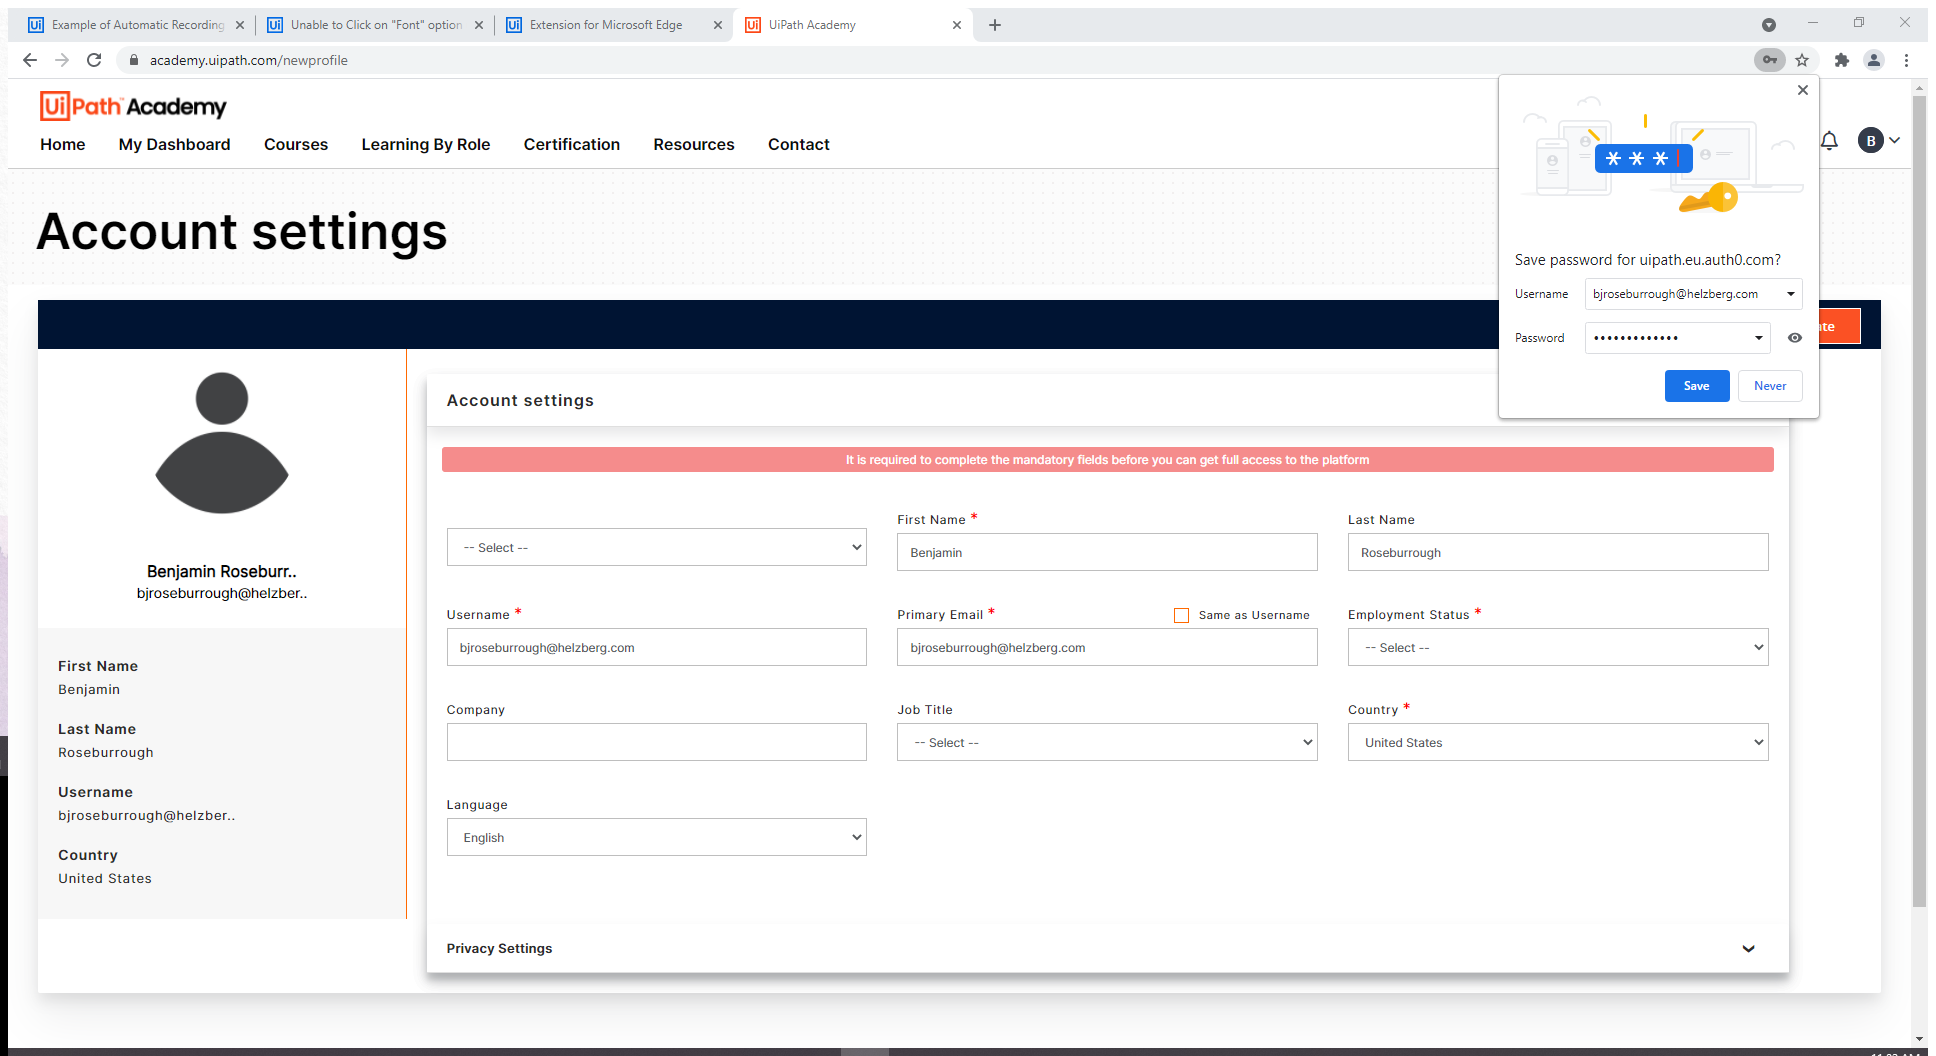 Example of Automatic Recording
Unable to Click on "Font" option
Extension for Microsoft Edge
UiPath Academy
academy.uipath.com/newprofile
UiPath Academy
Home My Dashboard Courses Learning By Role Certification Resources Contact
B
Account settings
* * *
Save password for uipath.eu.auth0.com?
Username bjroseburrough@helzberg.com
Password •••••••••••••
Save Never
Benjamin Roseburr..
bjroseburrough@helzber..
First Name
Benjamin
Last Name
Roseburrough
Username
bjroseburrough@helzber..
Country
United States
Account settings
It is required to complete the mandatory fields before you can get full access to the platform
-- Select --
First Name *
Benjamin
Last Name
Roseburrough
Username *
bjroseburrough@helzberg.com
Primary Email *
Same as Username
bjroseburrough@helzberg.com
Employment Status *
-- Select --
Company
Job Title
-- Select --
Country *
United States
Language
English
Privacy Settings